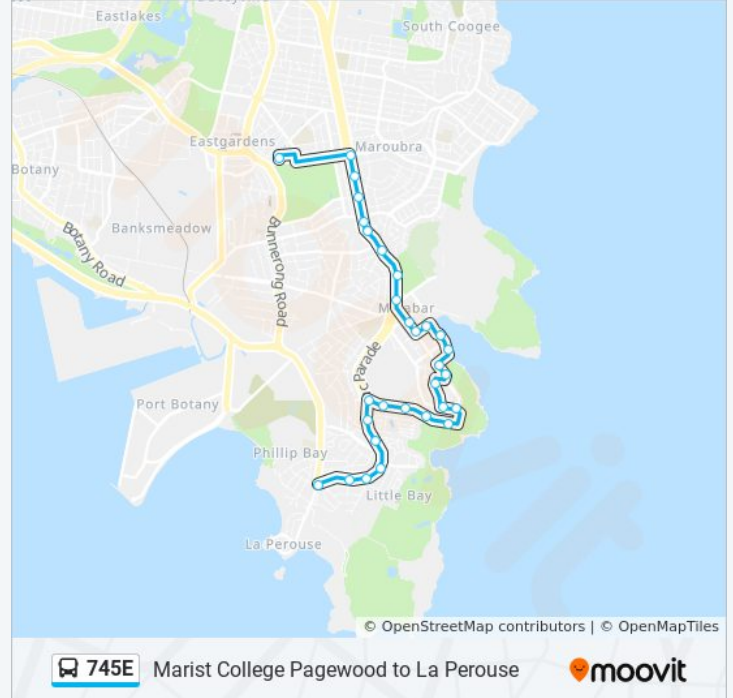 Eastlakes
South Coogee
Eastgardens
Maroubra
Botany
Banksmeadow
Botany Road
Bunnerong Road
Parade
Port Botany
Phillip Bay
Little Bay
La Perouse
© OpenStreetMap contributors | © OpenMapTiles
745E Marist College Pagewood to La Perouse
moovit